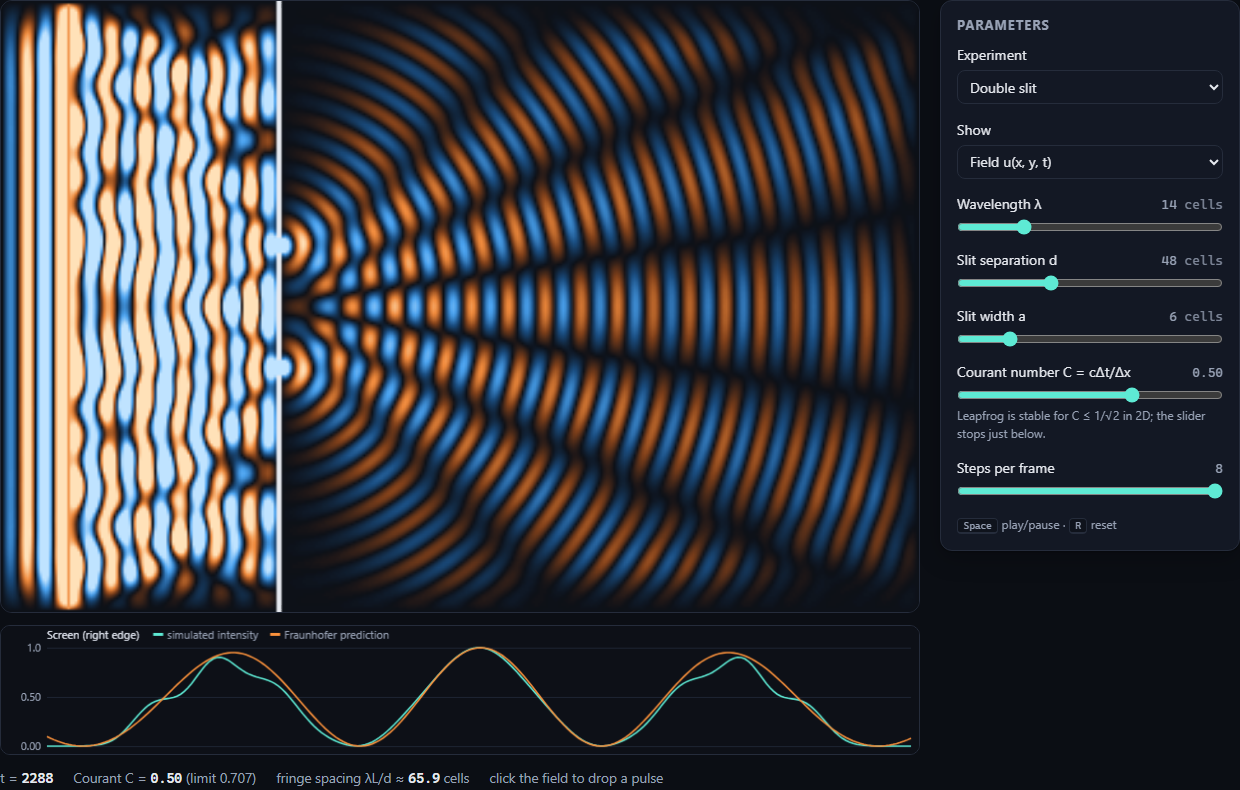 PARAMETERS
Experiment
Double slit
Show
Field u(x, y, t)
Wavelength λ 14 cells
Slit separation d 48 cells
Slit width a 6 cells
Courant number C = cΔt/Δx 0.50
Leapfrog is stable for C ≤ 1/√2 in 2D; the slider
stops just below.
Steps per frame 8
Space play/pause · R reset
Screen (right edge) simulated intensity Fraunhofer prediction
1.0
0.50
0.00
t = 2288 Courant C = 0.50 (limit 0.707) fringe spacing λL/d ≈ 65.9 cells click the field to drop a pulse